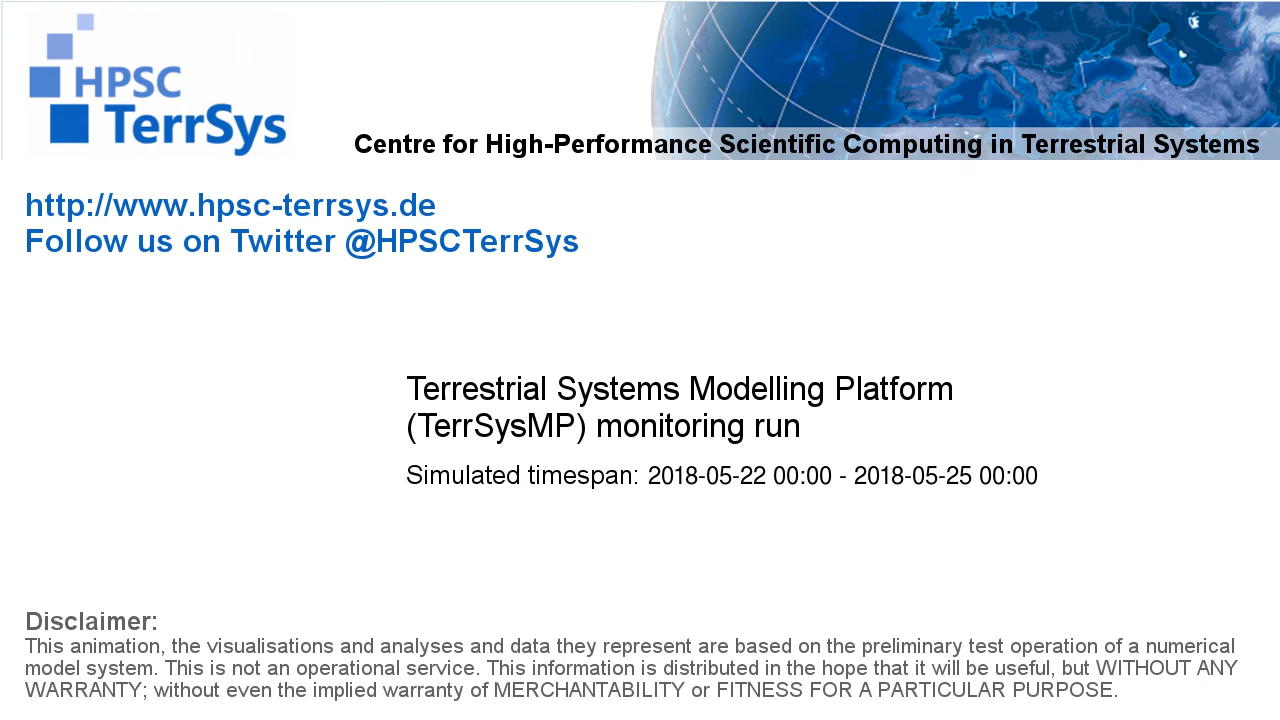 HPSC
TerrSys
Centre for High-Performance Scientific Computing in Terrestrial Systems
http://www.hpsc-terrsys.de
Follow us on Twitter @HPSCTerrSys
Terrestrial Systems Modelling Platform
(TerrSysMP) monitoring run
Simulated timespan: 2018-05-22 00:00 - 2018-05-25 00:00
Disclaimer:
This animation, the visualisations and analyses and data they represent are based on the preliminary test operation of a numerical
model system. This is not an operational service. This information is distributed in the hope that it will be useful, but WITHOUT ANY
WARRANTY; without even the implied warranty of MERCHANTABILITY or FITNESS FOR A PARTICULAR PURPOSE.